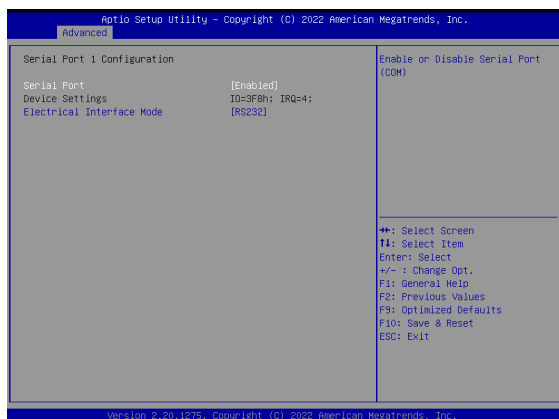 Aptio Setup Utility – Copyright (C) 2022 American Megatrends, Inc.
Advanced
Serial Port 1 Configuration
Serial Port [Enabled]
Device Settings IO=3F8h; IRQ=4;
Electrical Interface Mode [RS232]
Enable or Disable Serial Port
(COM)
→←: Select Screen
↑↓: Select Item
Enter: Select
+/- : Change Opt.
F1: General Help
F2: Previous Values
F9: Optimized Defaults
F10: Save & Reset
ESC: Exit
Version 2.20.1275. Copyright (C) 2022 American Megatrends, Inc.